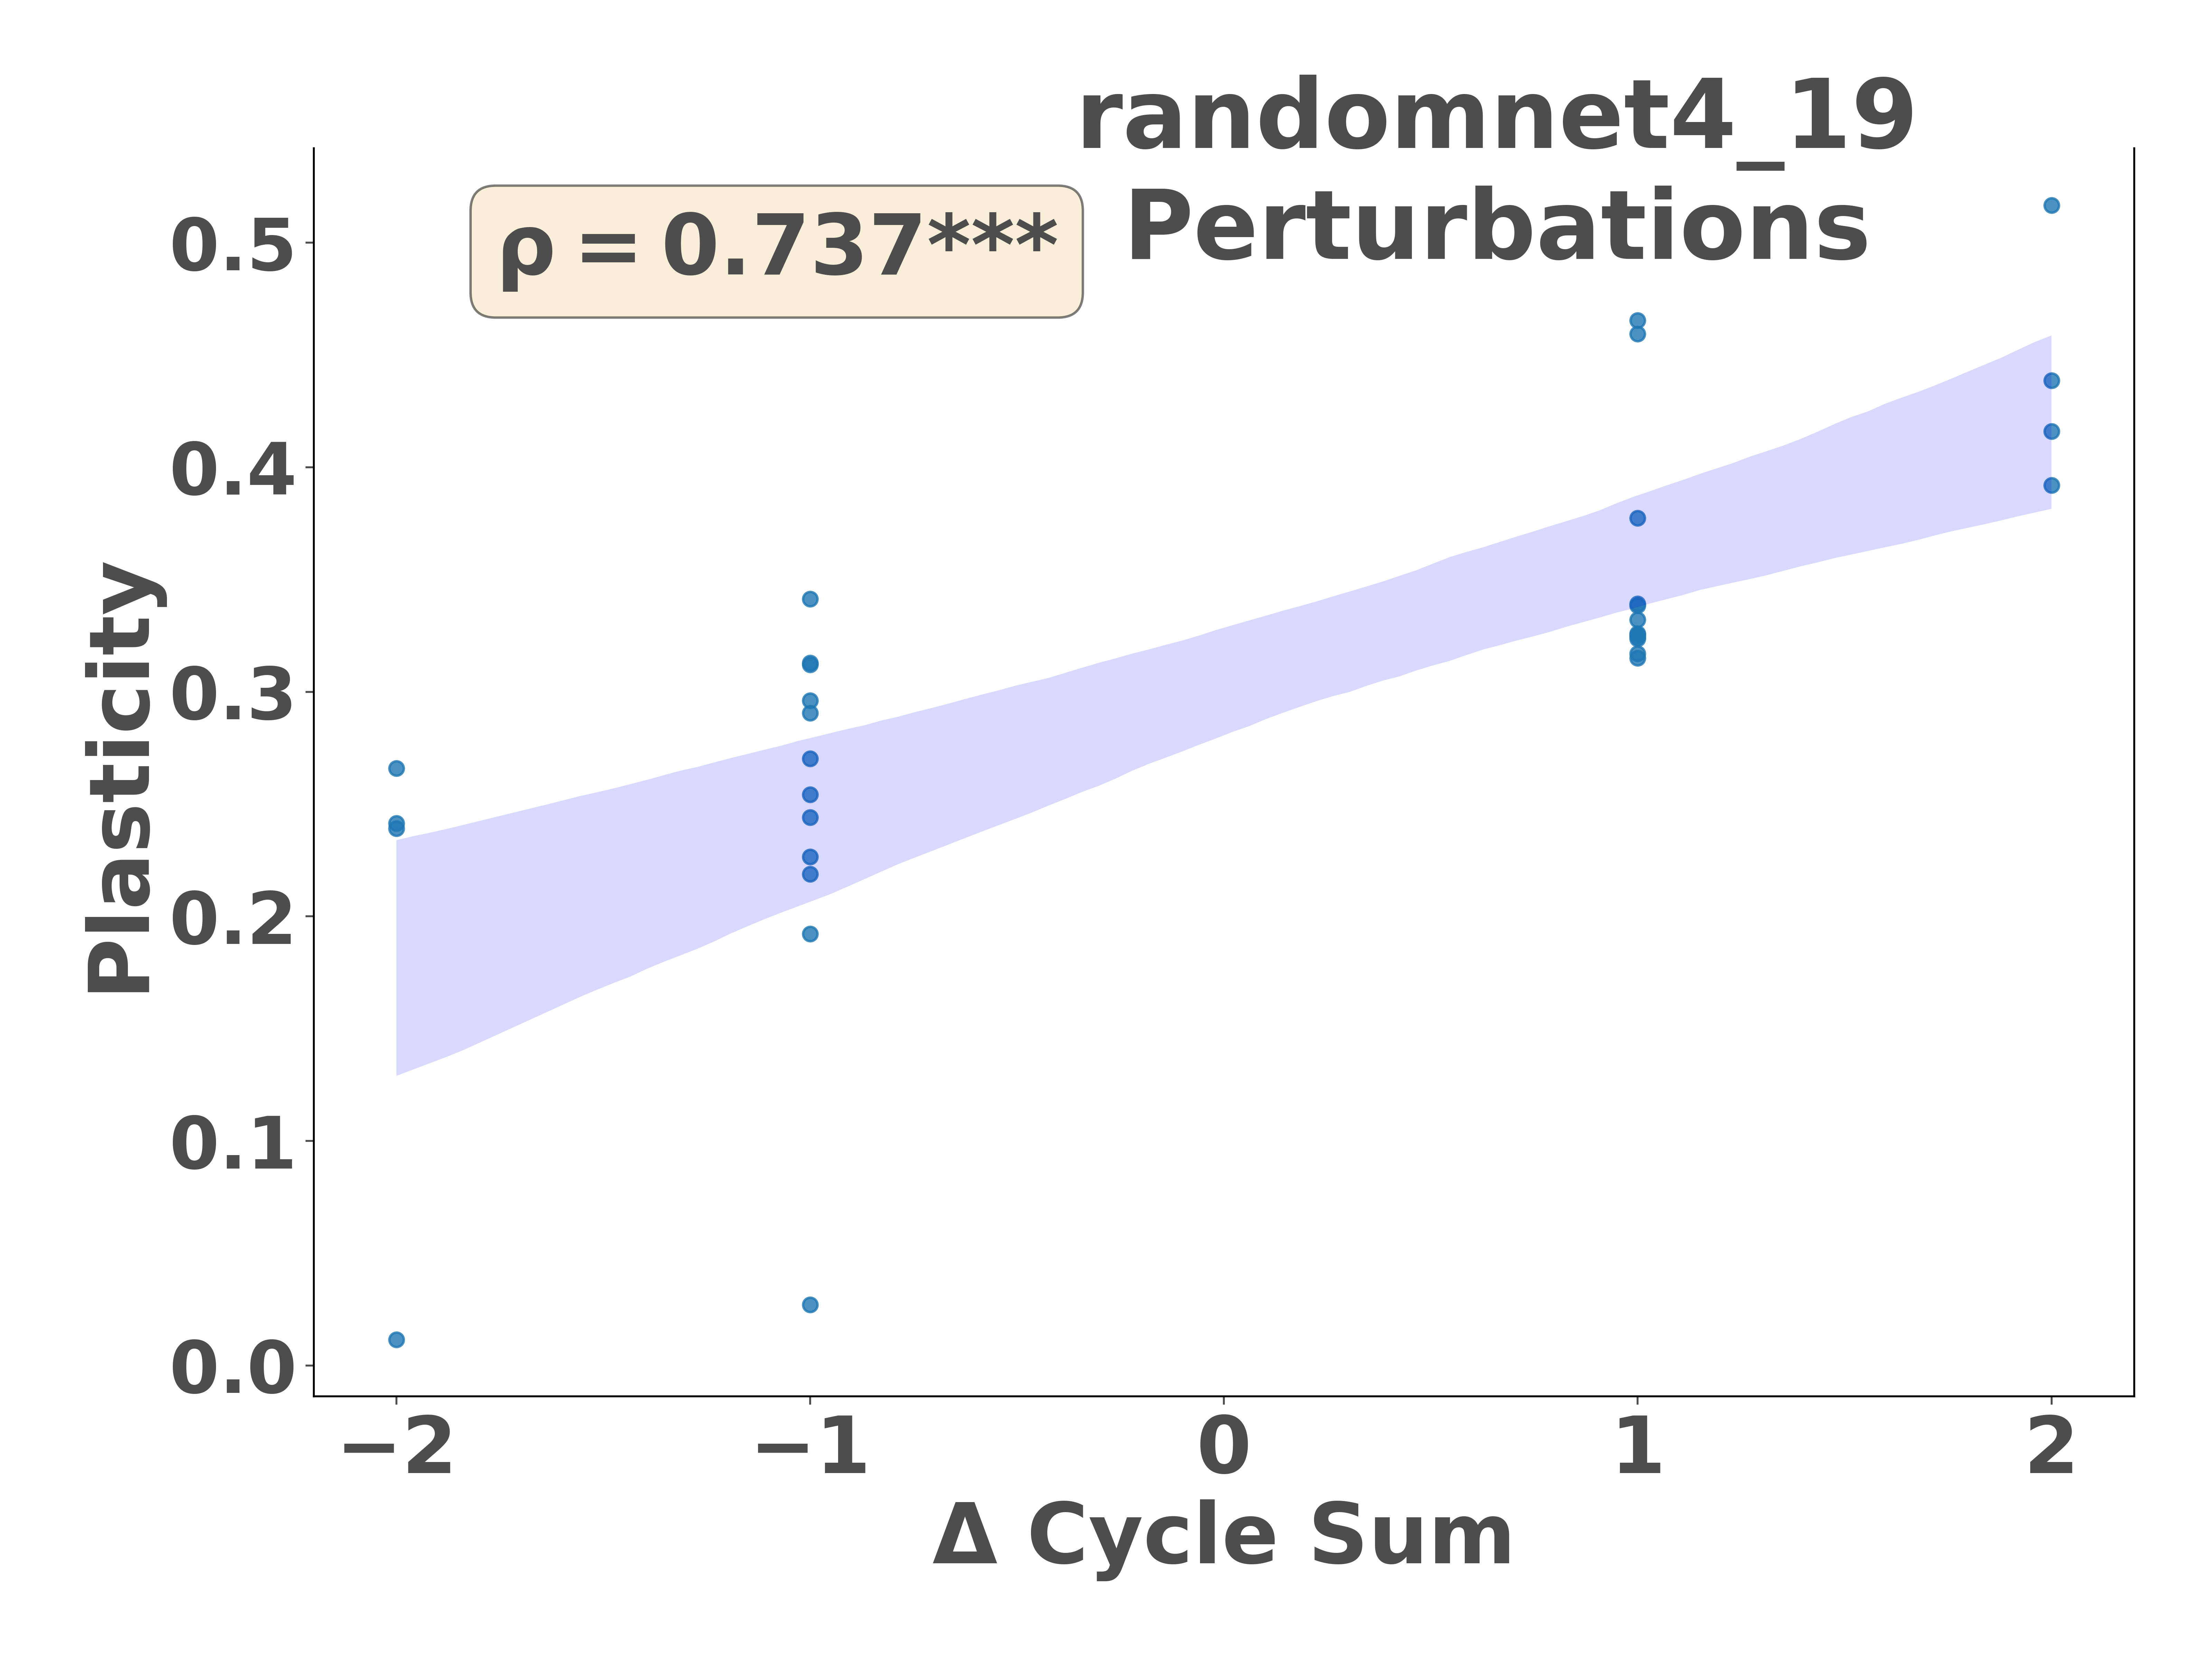 randomnet4_19
Perturbations
ρ = 0.737***
Plasticity
0.5
0.4
0.3
0.2
0.1
0.0
−2 −1 0 1 2
Δ Cycle Sum